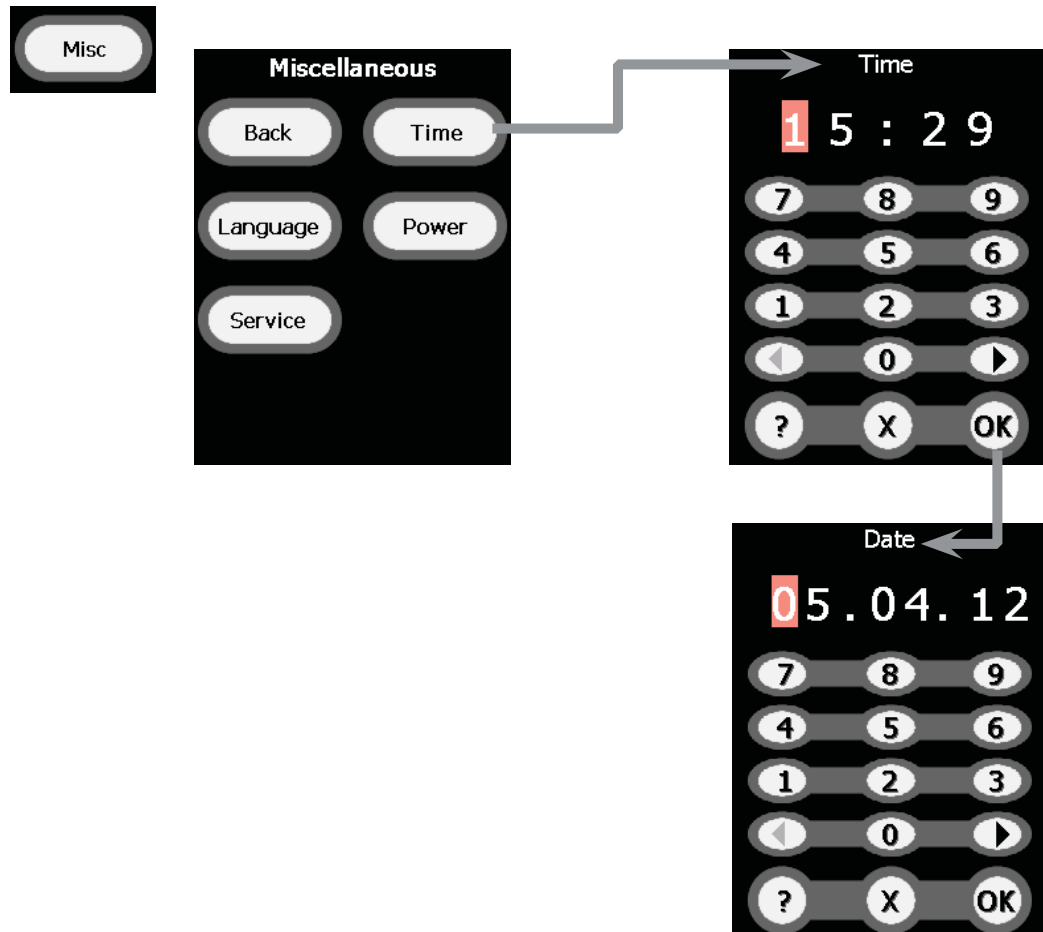 Misc
Miscellaneous
Back Time
Language Power
Service
Time
15:29
7 8 9
4 5 6
1 2 3
0
? X OK
Date
05.04.12
7 8 9
4 5 6
1 2 3
0
? X OK